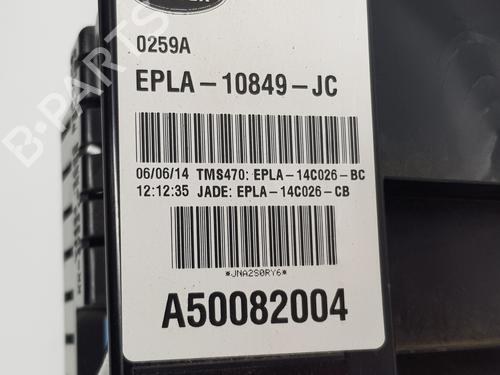 0259A
EPLA-10849-JC
06/06/14 TMS470: EPLA-14C026-BC
12:12:35 JADE: EPLA-14C026-CB
*JNA2S0RY6*
A50082004
B-PARTS